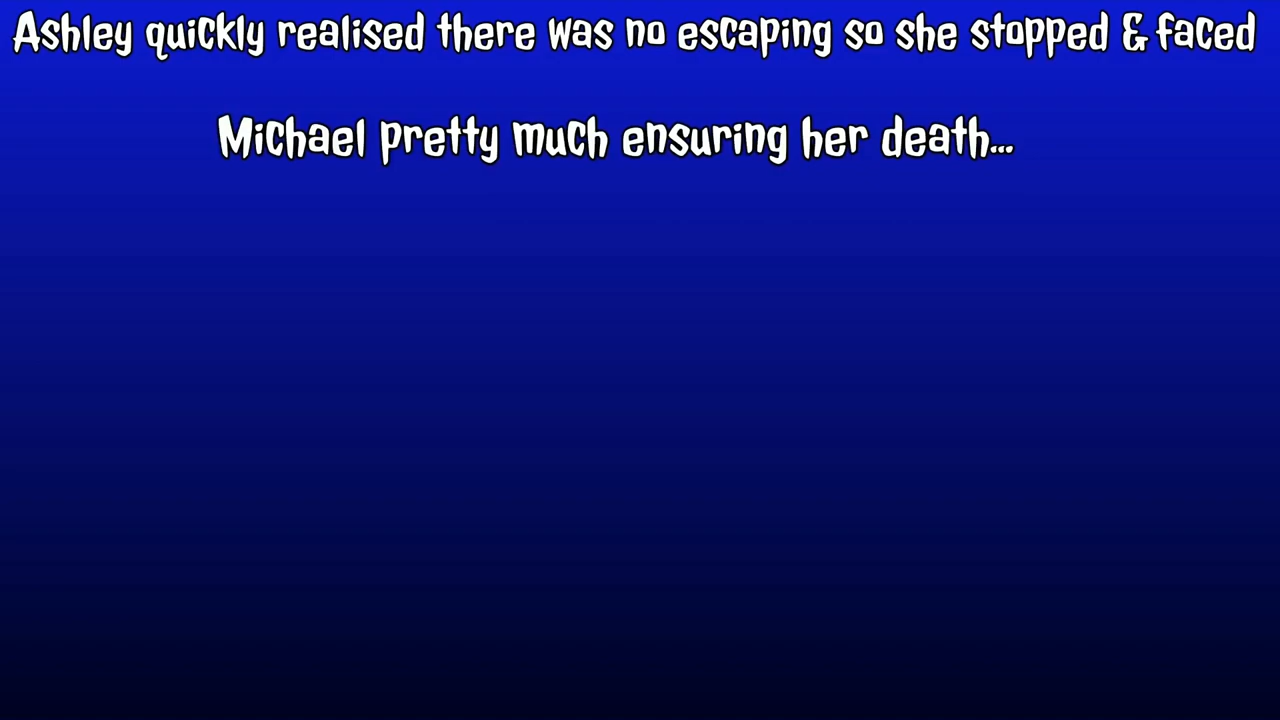 Ashley quickly realised there was no escaping so she stopped & faced
Michael pretty much ensuring her death...